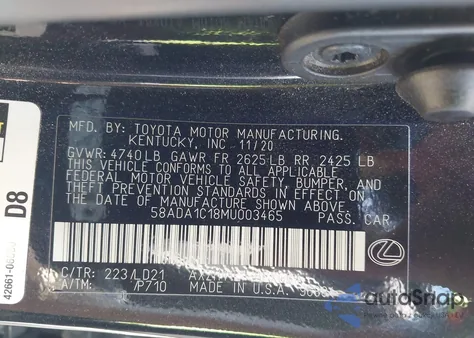 MFD. BY: TOYOTA MOTOR MANUFACTURING.
KENTUCKY, INC 11/20
GVWR: 4740LB GAWR FR 2625LB RR 2425 LB
THIS VEHICLE CONFORMS TO ALL APPLICABLE
FEDERAL MOTOR VEHICLE SAFETY, BUMPER, AND
THEFT PREVENTION STANDARDS IN EFFECT ON
THE DATE OF MANUFACTURE SHOWN ABOVE.
58ADA1C18MU003465 PASS. CAR
C/TR: 223/LD21
A/TM: /P710 MADE IN U.S.A.
D8
42661-
autoSnap